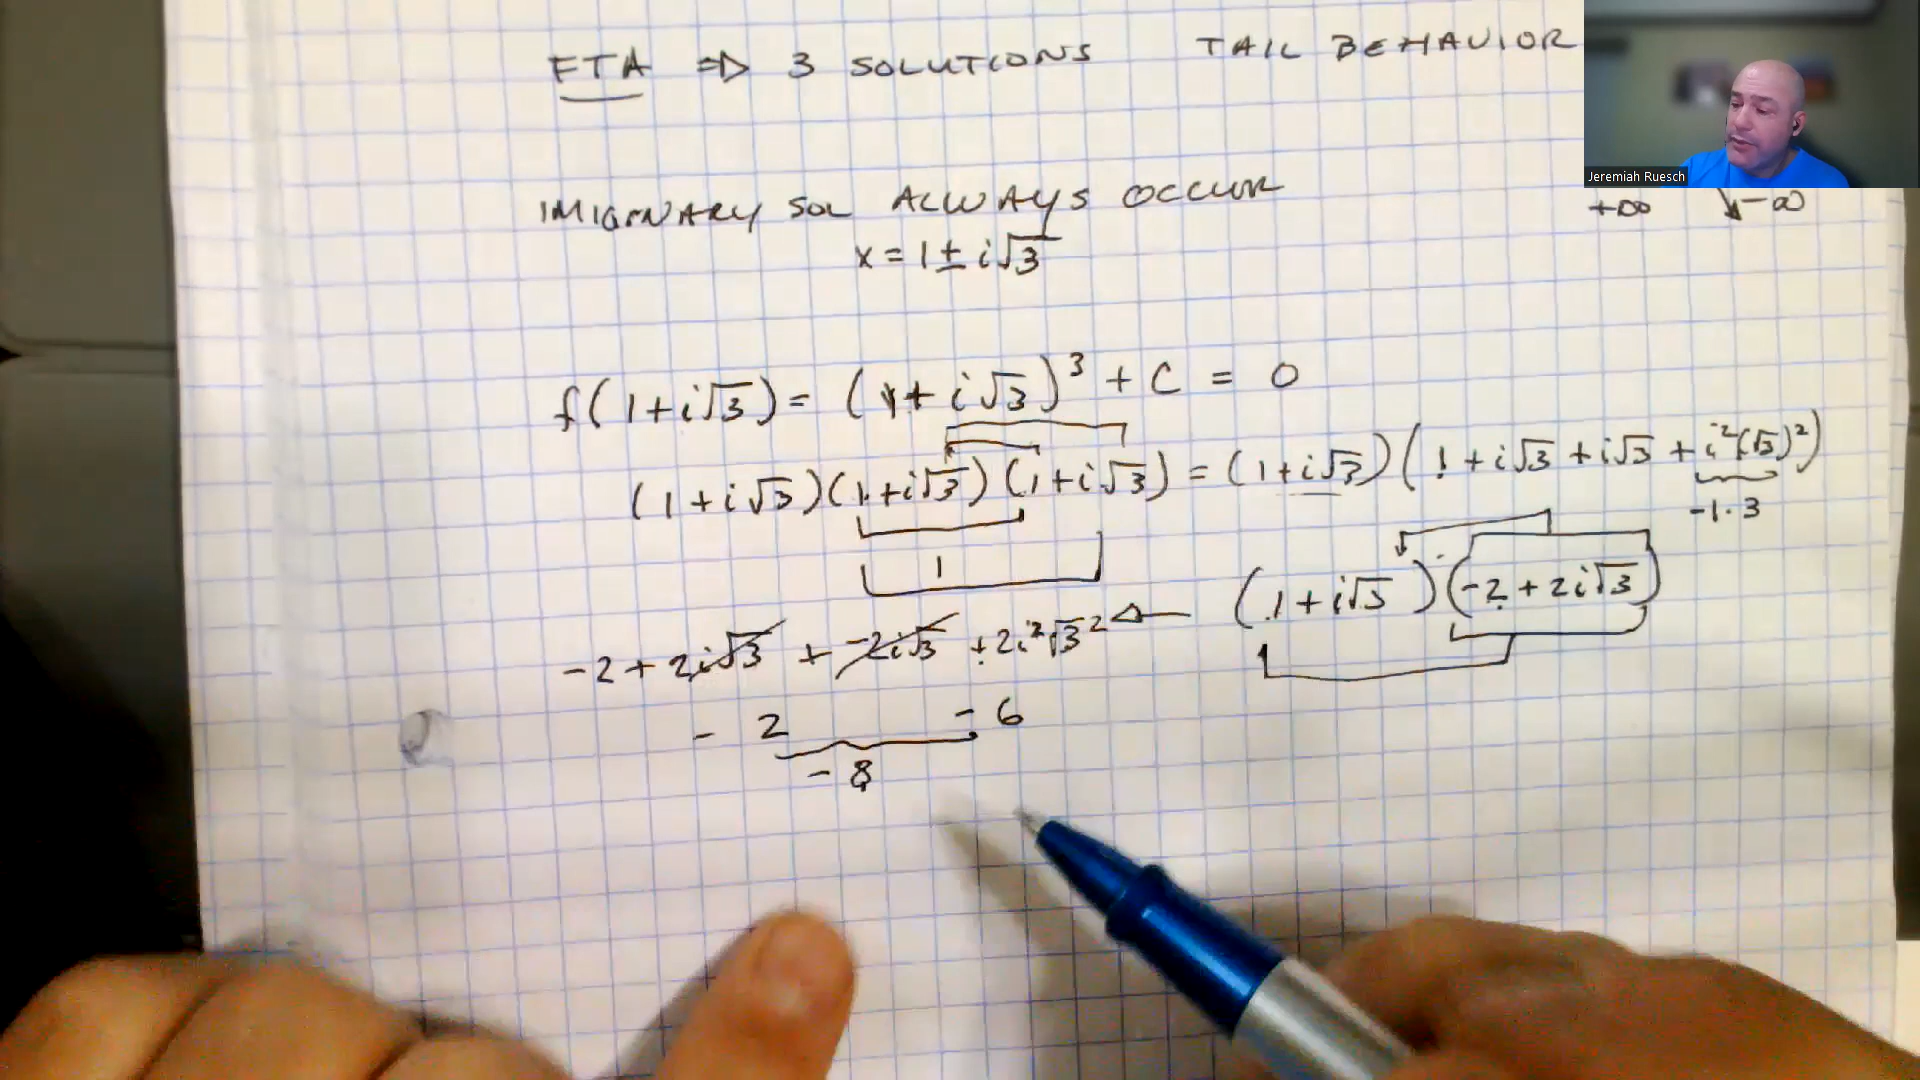 FTA ⇒ 3 SOLUTIONS TAIL BEHAVIOR
Jeremiah Ruesch
+∞ ↘-∞
IMIGNARY SOL ALWAYS OCCUR
x = 1 ± i√3
f(1+i√3) = (1+i√3)³ + C = 0
(1+i√3)(1+i√3)(1+i√3) = (1+i√3)(1+i√3+i√3+i²(√3)²)
-1·3
1
(1+i√3)(-2+2i√3)
-2+2i√3 + -2i√3 +2i²√3²
- 2 - 6
- 8